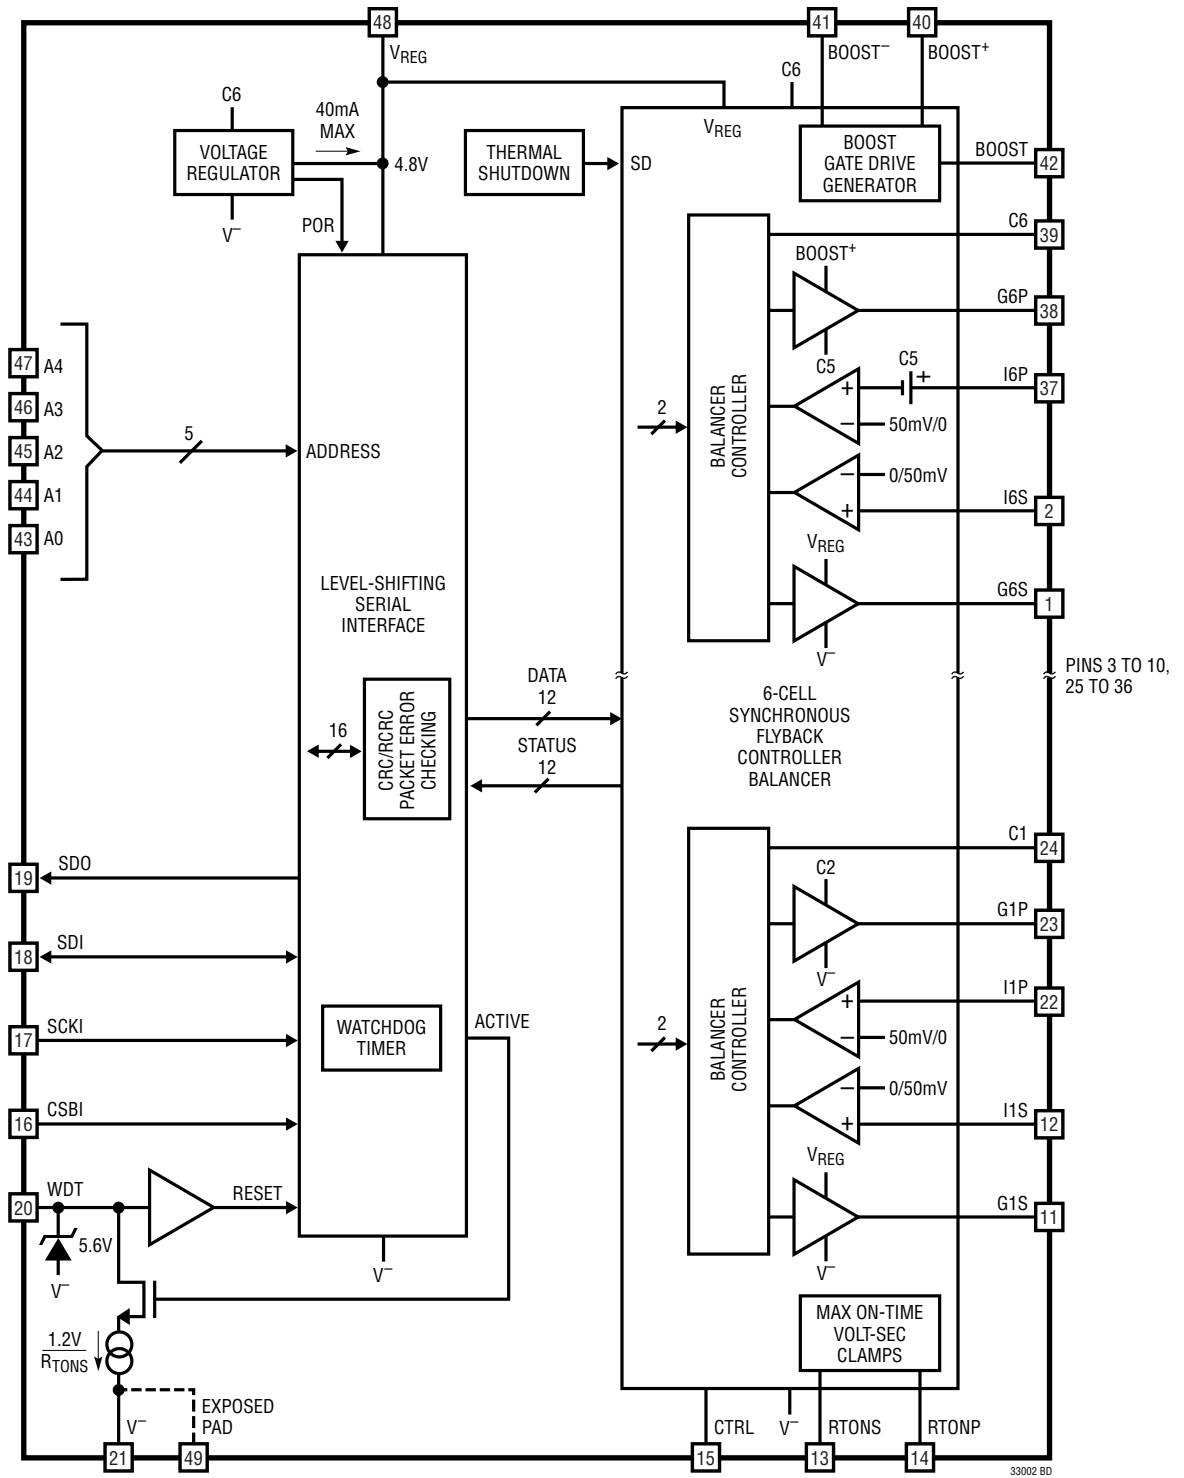 48
41
40
VREG
BOOST–
BOOST+
C6
C6
40mA
MAX
VREG
VOLTAGE
REGULATOR
4.8V
THERMAL
SHUTDOWN
SD
BOOST
GATE DRIVE
GENERATOR
BOOST
42
V–
POR
C6
39
BOOST+
G6P
38
C5
47
A4
46
A3
45
A2
44
A1
43
A0
5
ADDRESS
C5
+
I6P
37
+
–
50mV/0
2
BALANCER
CONTROLLER
–
0/50mV
+
I6S
2
VREG
G6S
1
V–
LEVEL-SHIFTING
SERIAL
INTERFACE
PINS 3 TO 10,
25 TO 36
DATA
12
STATUS
12
16
CRC/RCRC
PACKET ERROR
CHECKING
6-CELL
SYNCHRONOUS
FLYBACK
CONTROLLER
BALANCER
C1
24
C2
G1P
23
V–
19
SDO
18
SDI
17
SCKI
16
CSBI
WATCHDOG
TIMER
ACTIVE
I1P
22
+
–
50mV/0
2
BALANCER
CONTROLLER
–
0/50mV
+
I1S
12
VREG
G1S
11
V–
20
WDT
RESET
5.6V
V–
V–
1.2V
RTONS
MAX ON-TIME
VOLT-SEC
CLAMPS
V–
EXPOSED
PAD
CTRL
V–
RTONS
RTONP
21
49
15
13
14
33002 BD